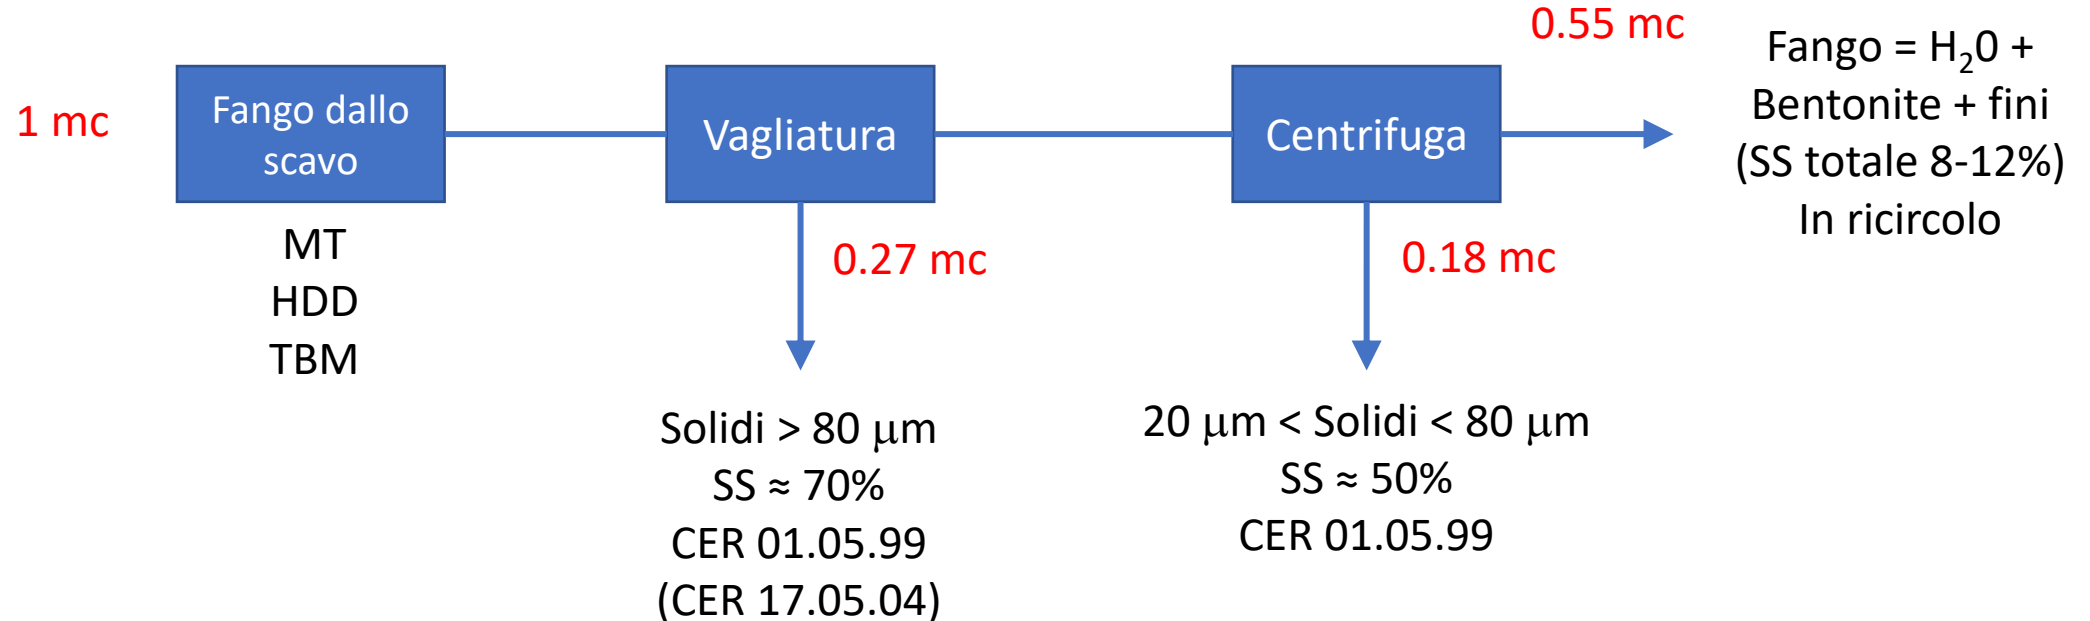 1 mc
Fango dallo
scavo
MT
HDD
TBM
Vagliatura
0.27 mc
Solidi > 80 μm
SS ≈ 70%
CER 01.05.99
(CER 17.05.04)
Centrifuga
0.18 mc
20 μm < Solidi < 80 μm
SS ≈ 50%
CER 01.05.99
0.55 mc
Fango = H₂0 +
Bentonite + fini
(SS totale 8-12%)
In ricircolo